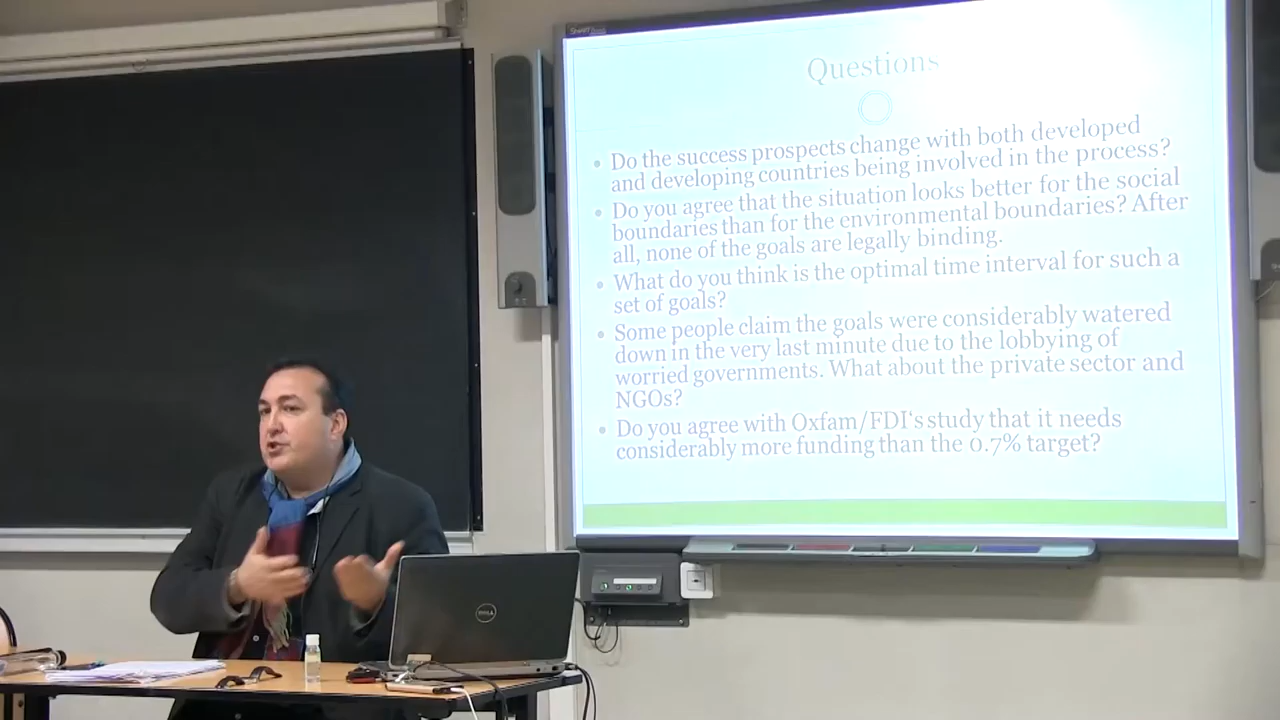 Questions
Do the success prospects change with both developed
and developing countries being involved in the process?
Do you agree that the situation looks better for the social
boundaries than for the environmental boundaries? After
all, none of the goals are legally binding.
What do you think is the optimal time interval for such a
set of goals?
Some people claim the goals were considerably watered
down in the very last minute due to the lobbying of
worried governments. What about the private sector and
NGOs?
Do you agree with Oxfam/FDI's study that it needs
considerably more funding than the 0.7% target?
DELL